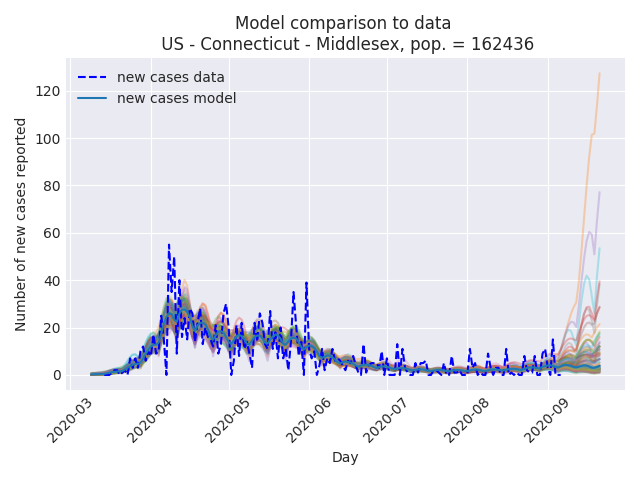 Model comparison to data
US - Connecticut - Middlesex, pop. = 162436
new cases data
new cases model
Number of new cases reported
120
100
80
60
40
20
0
2020-03
2020-04
2020-05
2020-06
2020-07
2020-08
2020-09
Day